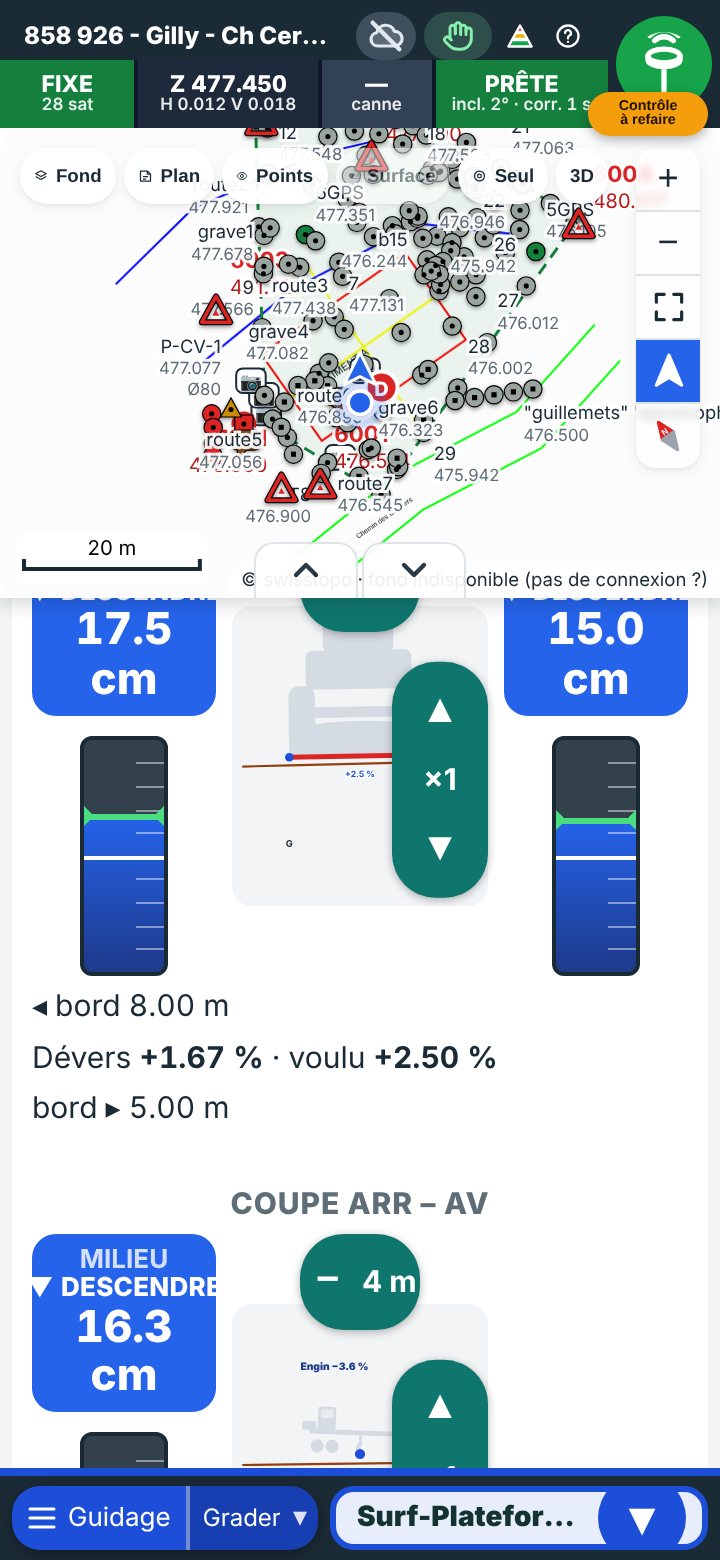 858 926 - Gilly - Ch Cer...
FIXE
28 sat
Z 477.450
H 0.012 V 0.018
—
canne
PRÊTE
incl. 2° · corr. 1 s
Contrôle
à refaire
Fond
Plan
Points
Surface
Seul
3D
+
−
477.063
477.921
5GPS
477.351
476.946
5GPS
480.
grave1
477.678
b15
476.244
26
475.942
route3
477.438
7
477.131
27
476.012
P-CV-1
477.077
Ø80
grave4
477.082
28
476.002
route
grave6
476.323
"guillemets"
476.500
route5
477.056
29
475.942
route7
476.545
476.900
Chemin des
N
D
20 m
© swisstopo · fond indisponible (pas de connexion ?)
17.5
cm
15.0
cm
+2.5 %
G
▲
×1
▼
◂ bord 8.00 m
Dévers +1.67 % · voulu +2.50 %
bord ▸ 5.00 m
COUPE ARR – AV
MILIEU
▼ DESCENDRE
16.3
cm
− 4 m
Engin −3.6 %
▲
Guidage
Grader ▼
Surf-Platefor...
▼